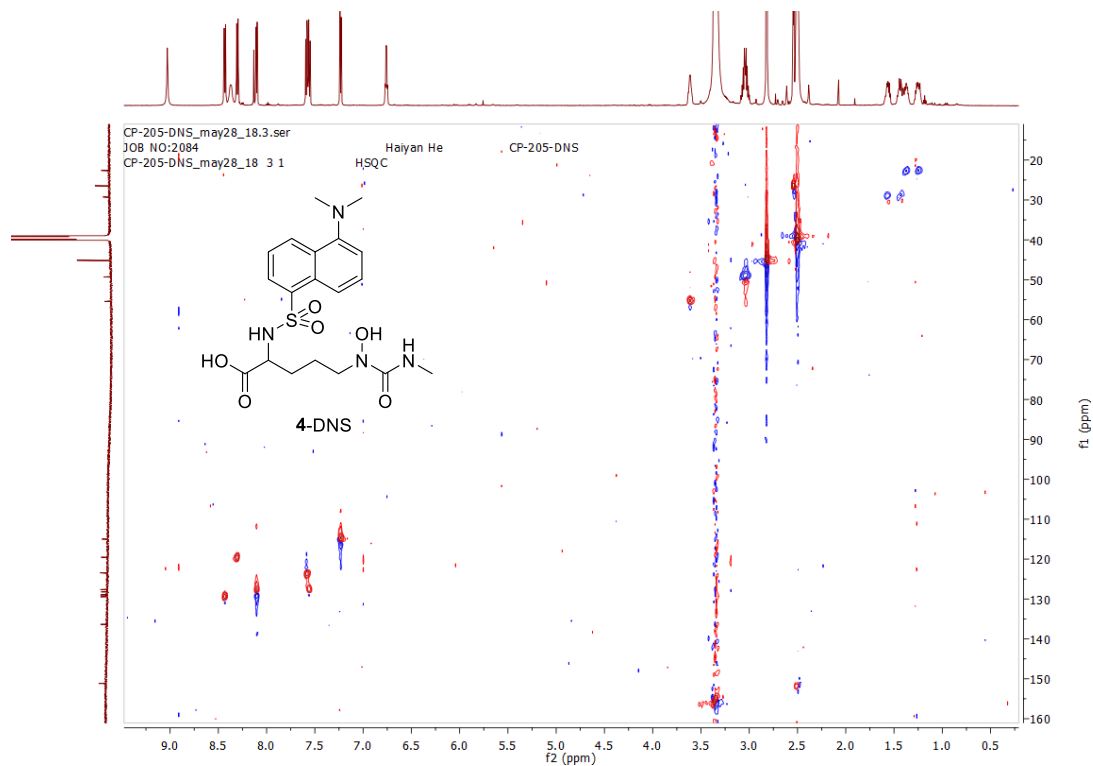 CP-205-DNS_may28_18.3.ser
JOB NO:2084 Haiyan He CP-205-DNS
CP-205-DNS_may28_18 3 1 HSQC
N
O
S
O
HN
OH
H
HO
N
N
O
O
4-DNS
20
30
40
50
60
70
80
90
100
110
120
130
140
150
160
f1 (ppm)
9.0 8.5 8.0 7.5 7.0 6.5 6.0 5.5 5.0 4.5 4.0 3.5 3.0 2.5 2.0 1.5 1.0 0.5
f2 (ppm)